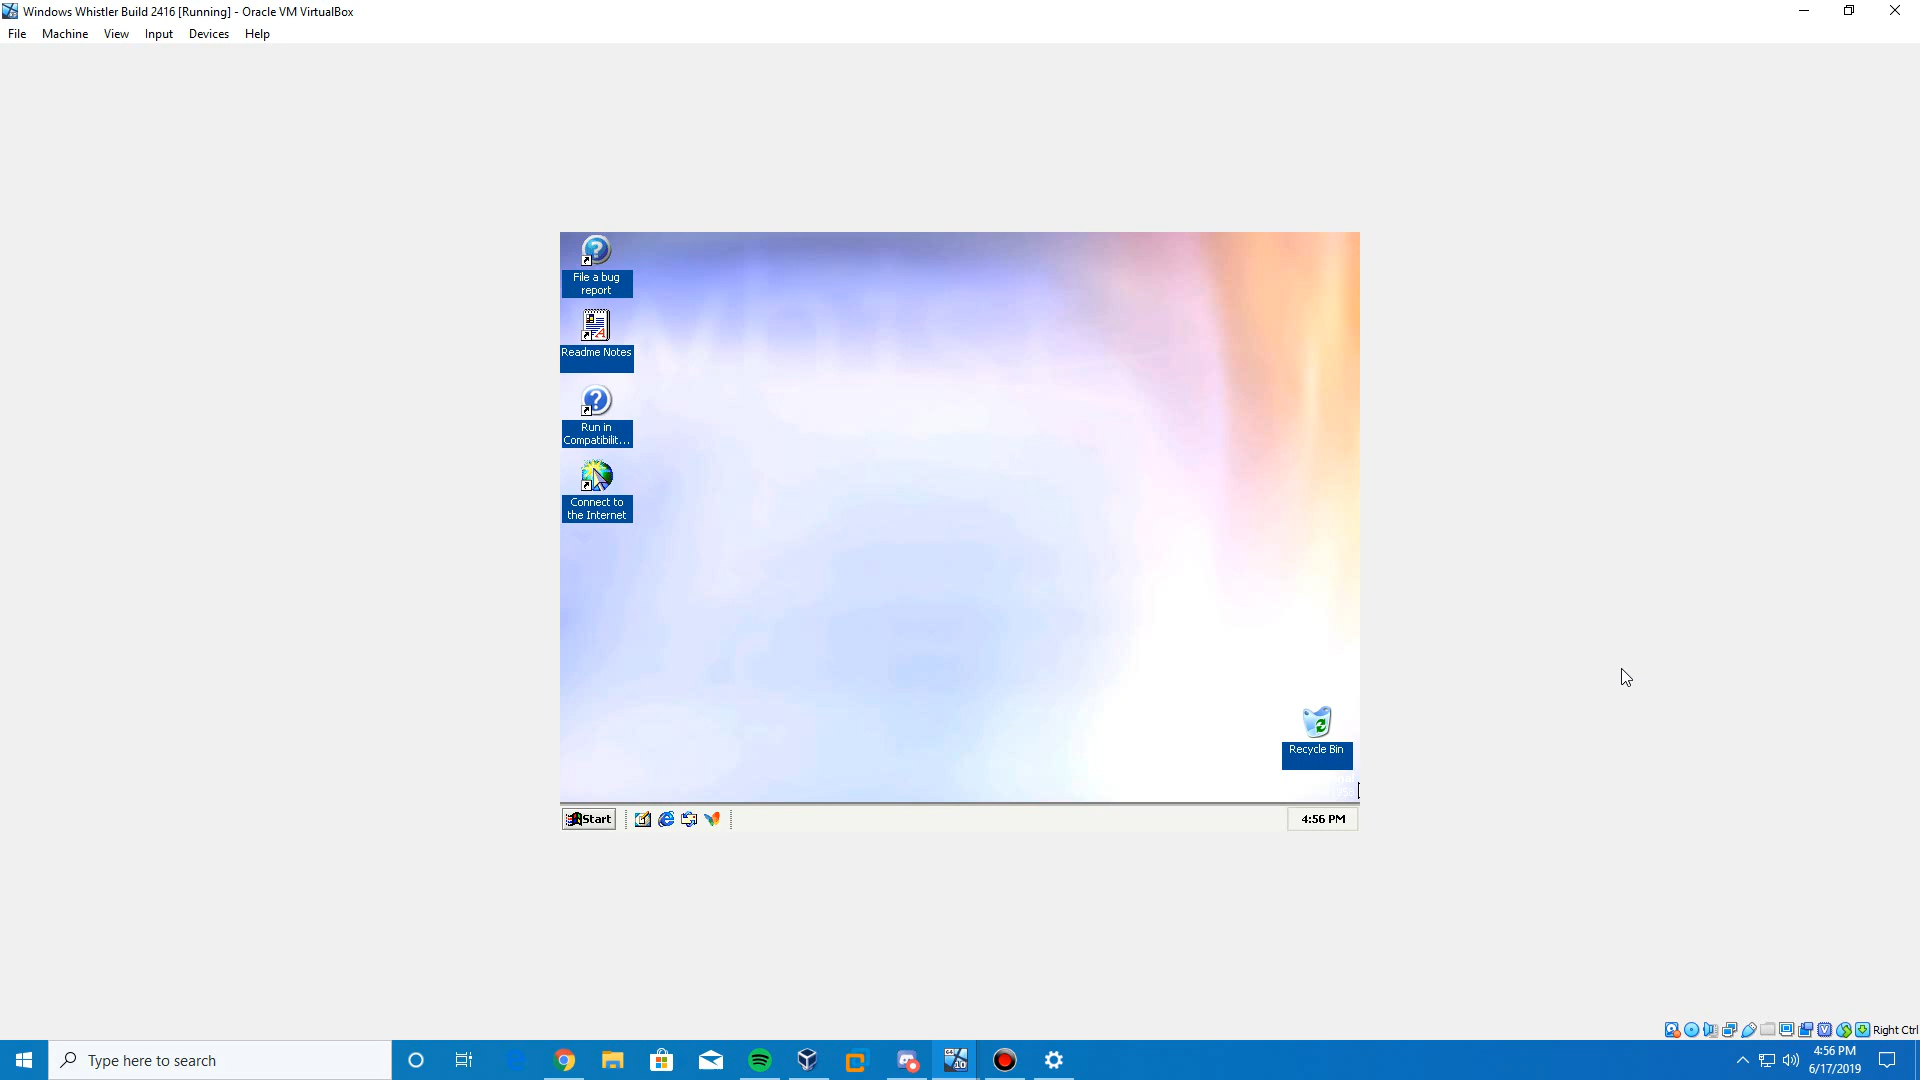 Windows Whistler Build 2416 [Running] - Oracle VM VirtualBox
File Machine View Input Devices Help
File a bug
report
Readme Notes
Run in
Compatibilit...
Connect to
the Internet
Recycle Bin
Start
4:56 PM
Right Ctrl
Type here to search
4:56 PM
6/17/2019